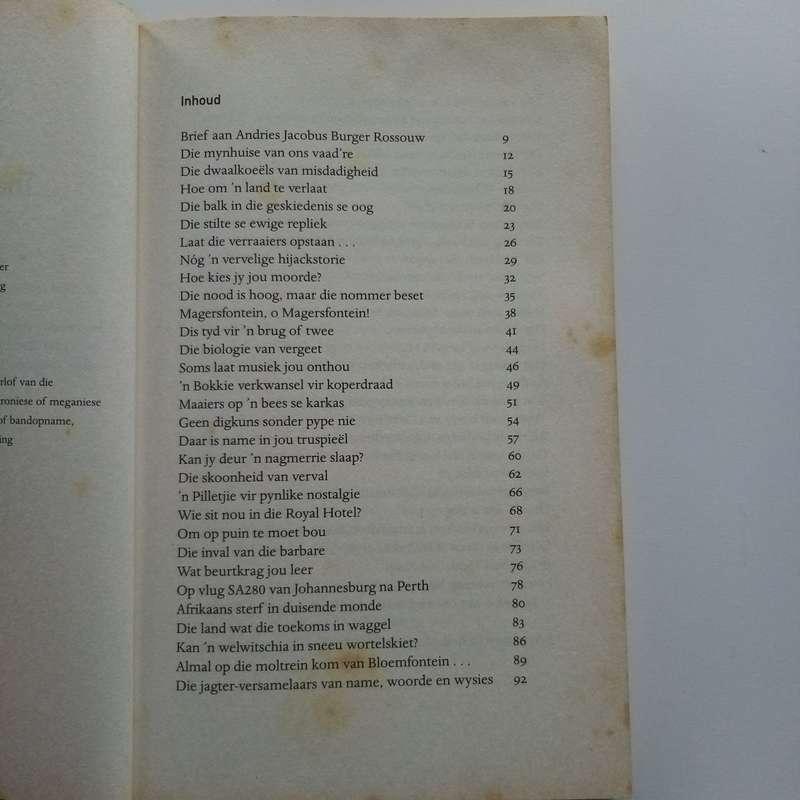 er
g
rlof van die
roniese of meganiese
of bandopname,
ing
Inhoud
Brief aan Andries Jacobus Burger Rossouw 9
Die mynhuise van ons vaad're 12
Die dwaalkoeëls van misdadigheid 15
Hoe om 'n land te verlaat 18
Die balk in die geskiedenis se oog 20
Die stilte se ewige repliek 23
Laat die verraaiers opstaan . . . 26
Nóg 'n vervelige hijackstorie 29
Hoe kies jy jou moorde? 32
Die nood is hoog, maar die nommer beset 35
Magersfontein, o Magersfontein! 38
Dis tyd vir 'n brug of twee 41
Die biologie van vergeet 44
Soms laat musiek jou onthou 46
'n Bokkie verkwansel vir koperdraad 49
Maaiers op 'n bees se karkas 51
Geen digkuns sonder pype nie 54
Daar is name in jou truspieël 57
Kan jy deur 'n nagmerrie slaap? 60
Die skoonheid van verval 62
'n Pilletjie vir pynlike nostalgie 66
Wie sit nou in die Royal Hotel? 68
Om op puin te moet bou 71
Die inval van die barbare 73
Wat beurtkrag jou leer 76
Op vlug SA280 van Johannesburg na Perth 78
Afrikaans sterf in duisende monde 80
Die land wat die toekoms in waggel 83
Kan 'n welwitschia in sneeu wortelskiet? 86
Almal op die moltrein kom van Bloemfontein . . . 89
Die jagter-versamelaars van name, woorde en wysies 92